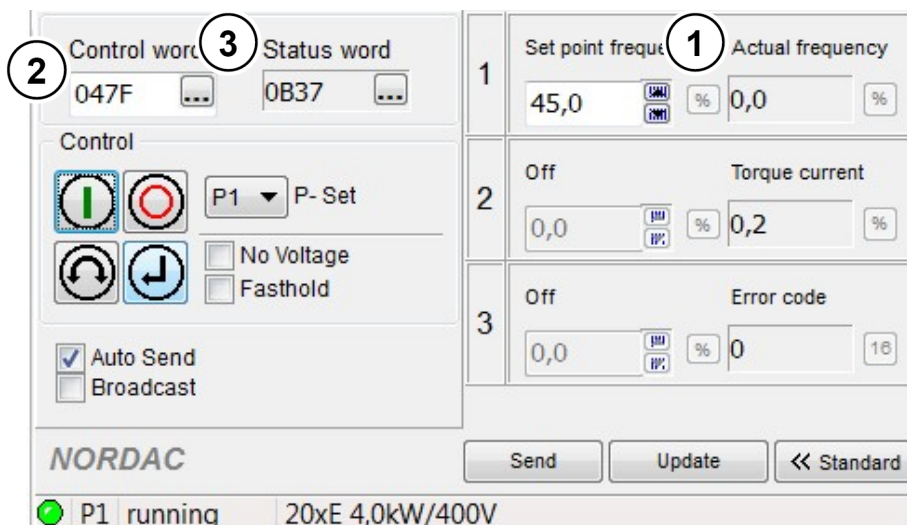 2
3
1
Control wor
Status word
047F
...
0B37
...
Control
P1
P- Set
No Voltage
Fasthold
Auto Send
Broadcast
1
Set point freque
Actual frequency
45,0
%
0,0
%
2
Off
Torque current
0,0
%
0,2
%
3
Off
Error code
0,0
%
0
16
NORDAC
Send
Update
<< Standard
P1 running 20xE 4,0kW/400V